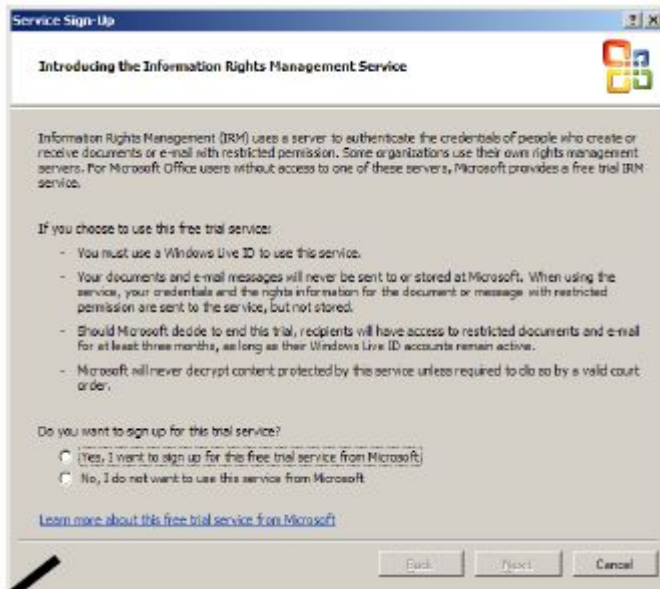 Service Sign-Up
Introducing the Information Rights Management Service
Information Rights Management (IRM) uses a server to authenticate the credentials of people who create or
receive documents or e-mail with restricted permission. Some organizations use their own rights management
servers. For Microsoft Office users without access to one of these servers, Microsoft provides a free trial IRM
service.
If you choose to use this free trial service:
- You must use a Windows Live ID to use this service.
- Your documents and e-mail messages will never be sent to or stored at Microsoft. When using the
service, your credentials and the rights information for the document or message with restricted
permission are sent to the service, but not stored.
- Should Microsoft decide to end this trial, recipients will have access to restricted documents and e-mail
for at least three months, as long as their Windows Live ID accounts remain active.
- Microsoft will never decrypt content protected by this service unless required to do so by a valid court
order.
Do you want to sign up for this trial service?
Yes, I want to sign up for this free trial service from Microsoft
No, I do not want to use this service from Microsoft
Learn more about this free trial service from Microsoft
Back Next Cancel